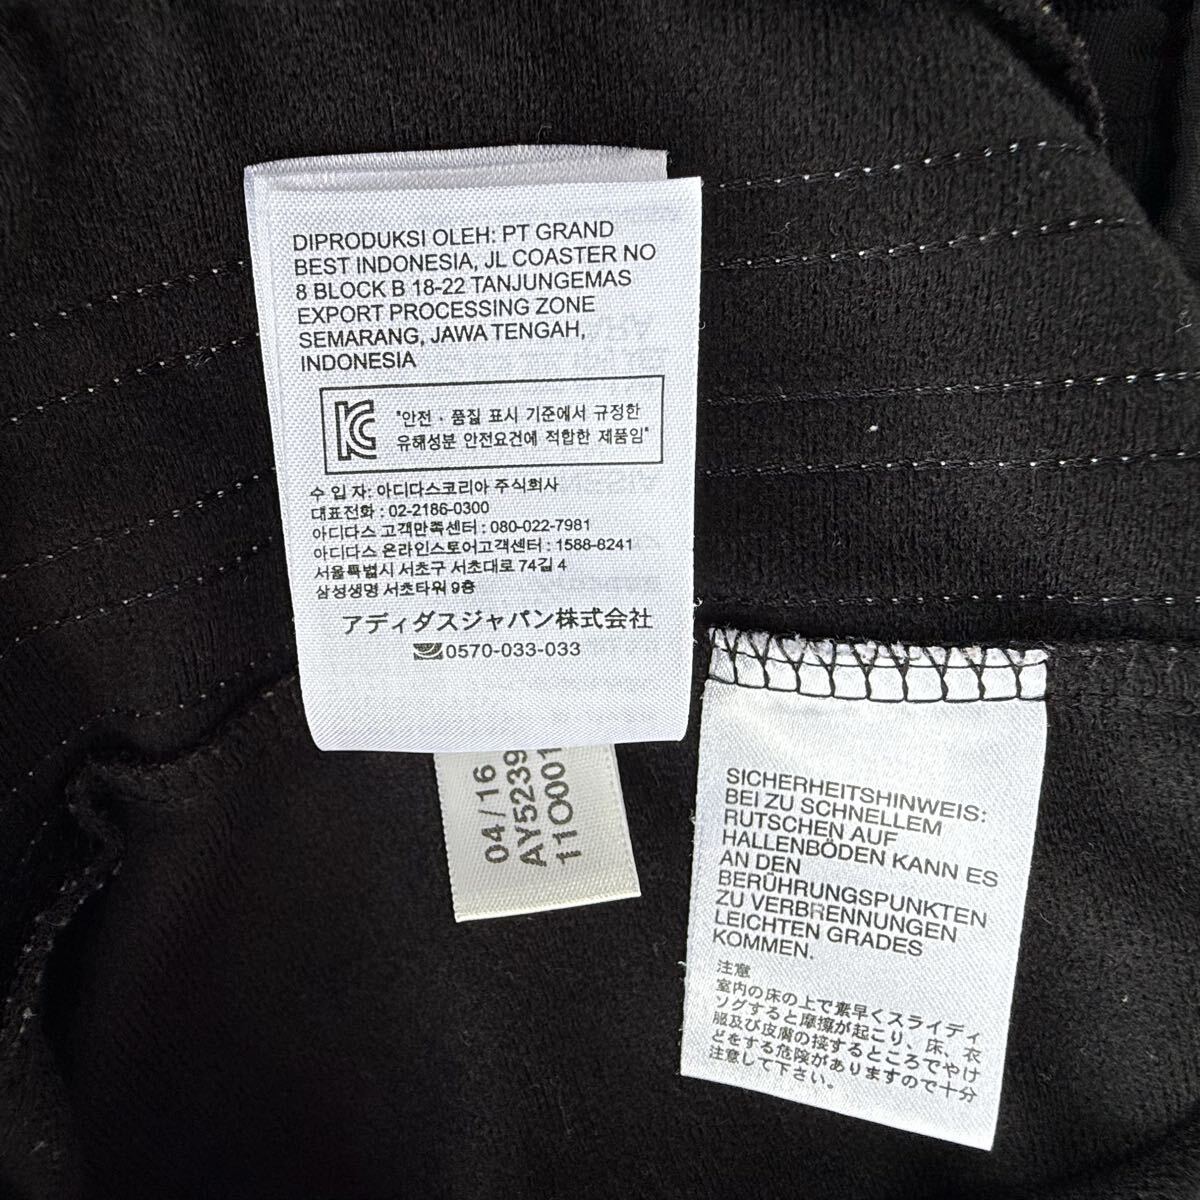 DIPRODUKSI OLEH: PT GRAND
BEST INDONESIA, JL COASTER NO
8 BLOCK B 18-22 TANJUNGEMAS
EXPORT PROCESSING ZONE
SEMARANG, JAWA TENGAH,
INDONESIA
"안전 · 품질 표시 기준에서 규정한
유해성분 안전요건에 적합한 제품임"
수 입 자: 아디다스코리아 주식회사
대표전화 : 02-2186-0300
아디다스 고객만족센터 : 080-022-7981
아디다스 온라인스토어고객센터 : 1588-8241
서울특별시 서초구 서초대로 74길 4
삼성생명 서초타워 9층
アディダスジャパン株式会社
0570-033-033
04/16
AY5239
11O001
SICHERHEITSHINWEIS:
BEI ZU SCHNELLEM
RUTSCHEN AUF
HALLENBÖDEN KANN ES
AN DEN
BERÜHRUNGSPUNKTEN
ZU VERBRENNUNGEN
LEICHTEN GRADES
KOMMEN.
注意
室内の床の上で素早くスライディ
ングすると摩擦が起こり、床、衣
服及び皮膚の接するところでやけ
どをする危険がありますので十分
注意して下さい。